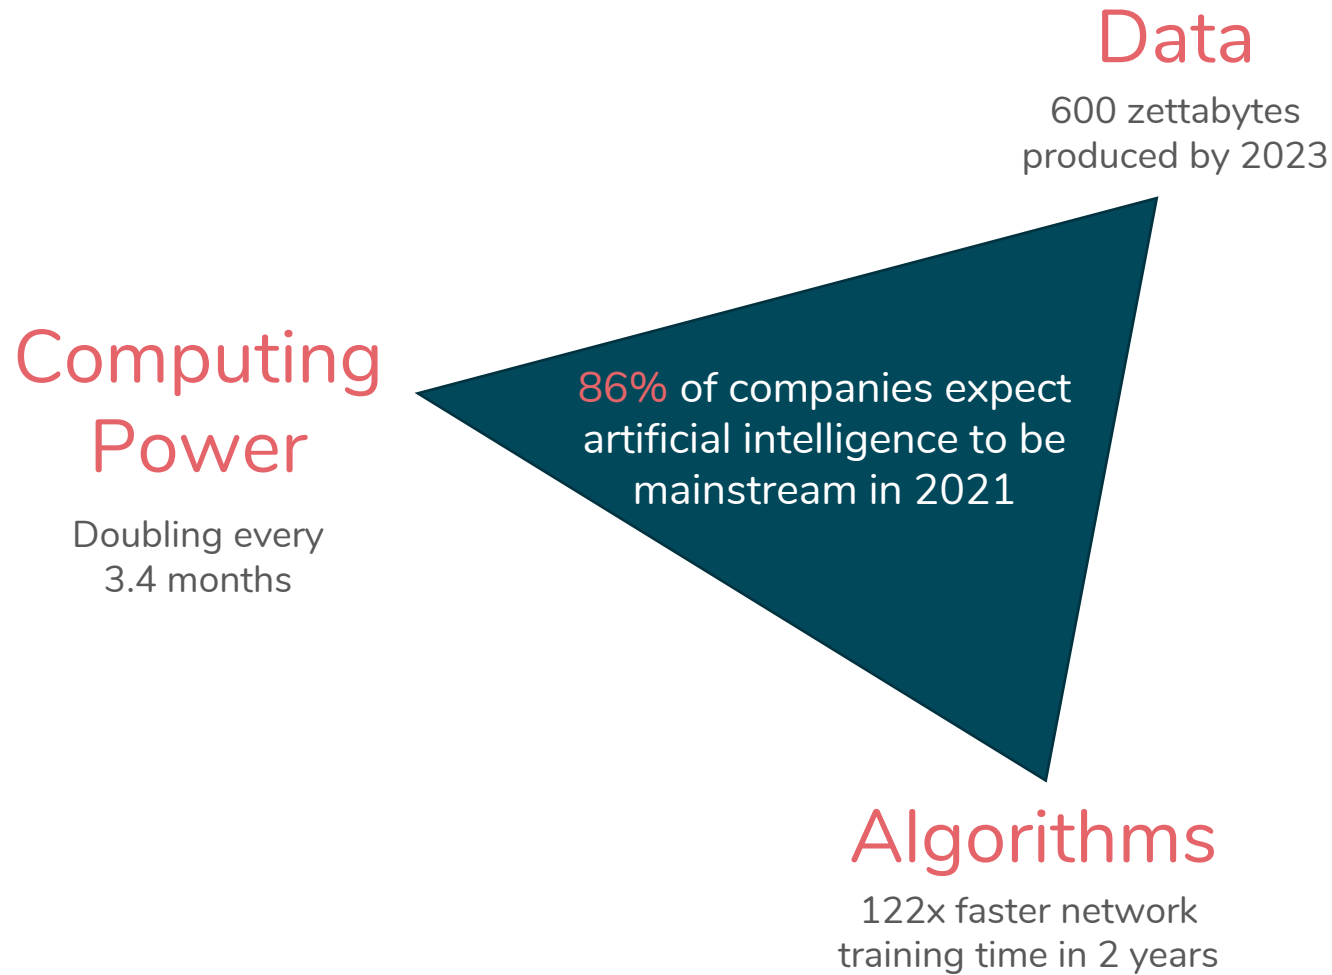 Data
600 zettabytes
produced by 2023
Computing
Power
Doubling every
3.4 months
86% of companies expect
artificial intelligence to be
mainstream in 2021
Algorithms
122x faster network
training time in 2 years